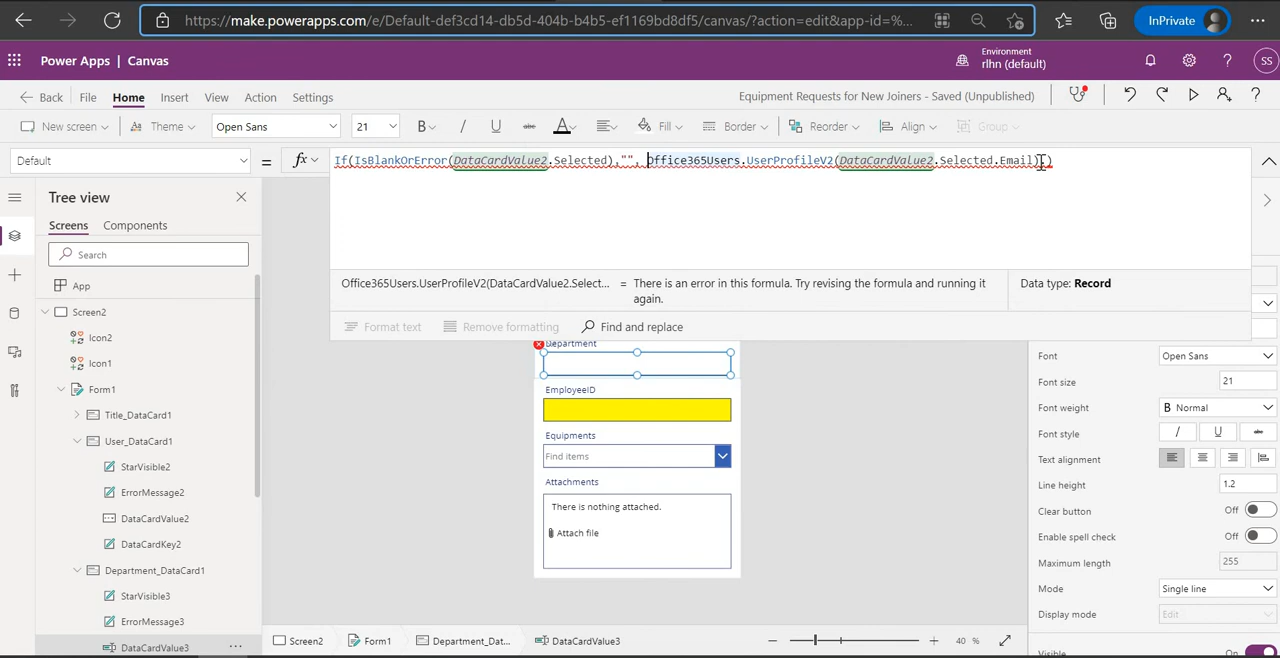 https://make.powerapps.com/e/Default-def3cd14-db5d-404b-b4b5-ef1169bd8df5/canvas/?action=edit&app-id=%...
InPrivate
Power Apps | Canvas
Environment
rlhn (default)
SS
Back File Home Insert View Action Settings
Equipment Requests for New Joiners - Saved (Unpublished)
New screen Theme Open Sans 21 B / U abc A Fill Border Reorder Align Group
Default = fx If(IsBlankOrError(DataCardValue2.Selected),"", Office365Users.UserProfileV2(DataCardValue2.Selected.Email))
Tree view
Screens Components
Search
App
Screen2
Icon2
Icon1
Form1
Title_DataCard1
User_DataCard1
StarVisible2
ErrorMessage2
DataCardValue2
DataCardKey2
Department_DataCard1
StarVisible3
ErrorMessage3
DataCardValue3
Office365Users.UserProfileV2(DataCardValue2.Select... = There is an error in this formula. Try revising the formula and running it again.
Data type: Record
Format text Remove formatting Find and replace
Department
EmployeeID
Equipments
Find items
Attachments
There is nothing attached.
Attach file
Font Open Sans
Font size 21
Font weight B Normal
Font style / U abc
Text alignment
Line height 1.2
Clear button Off
Enable spell check Off
Maximum length 255
Mode Single line
Display mode Edit
Visible On
Screen2 Form1 Department_Dat... DataCardValue3
40 %